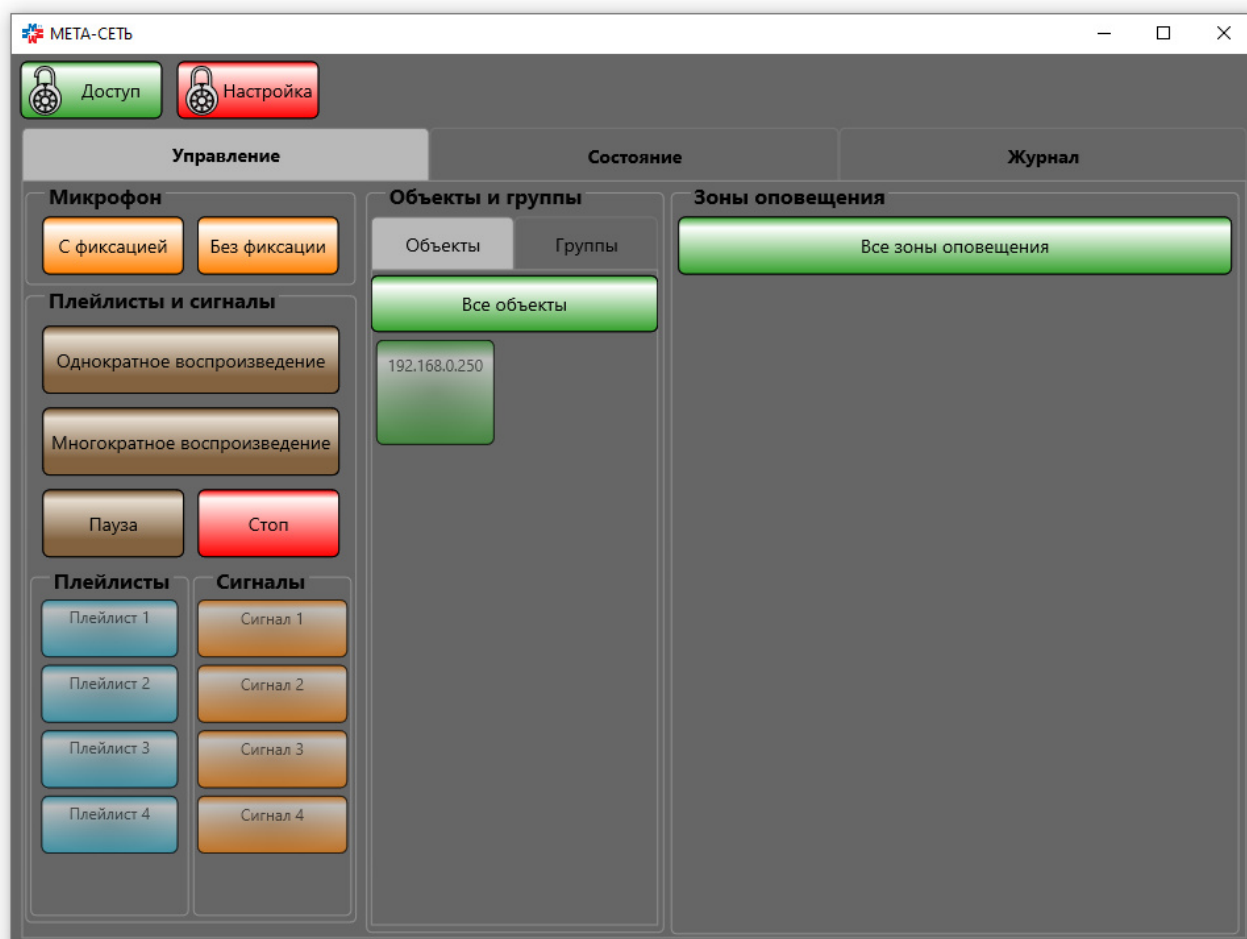 МЕТА-СЕТЬ
Доступ
Настройка
Управление
Состояние
Журнал
Микрофон
С фиксацией
Без фиксации
Плейлисты и сигналы
Однократное воспроизведение
Многократное воспроизведение
Пауза
Стоп
Плейлисты
Плейлист 1
Плейлист 2
Плейлист 3
Плейлист 4
Сигналы
Сигнал 1
Сигнал 2
Сигнал 3
Сигнал 4
Объекты и группы
Объекты
Группы
Все объекты
192.168.0.250
Зоны оповещения
Все зоны оповещения